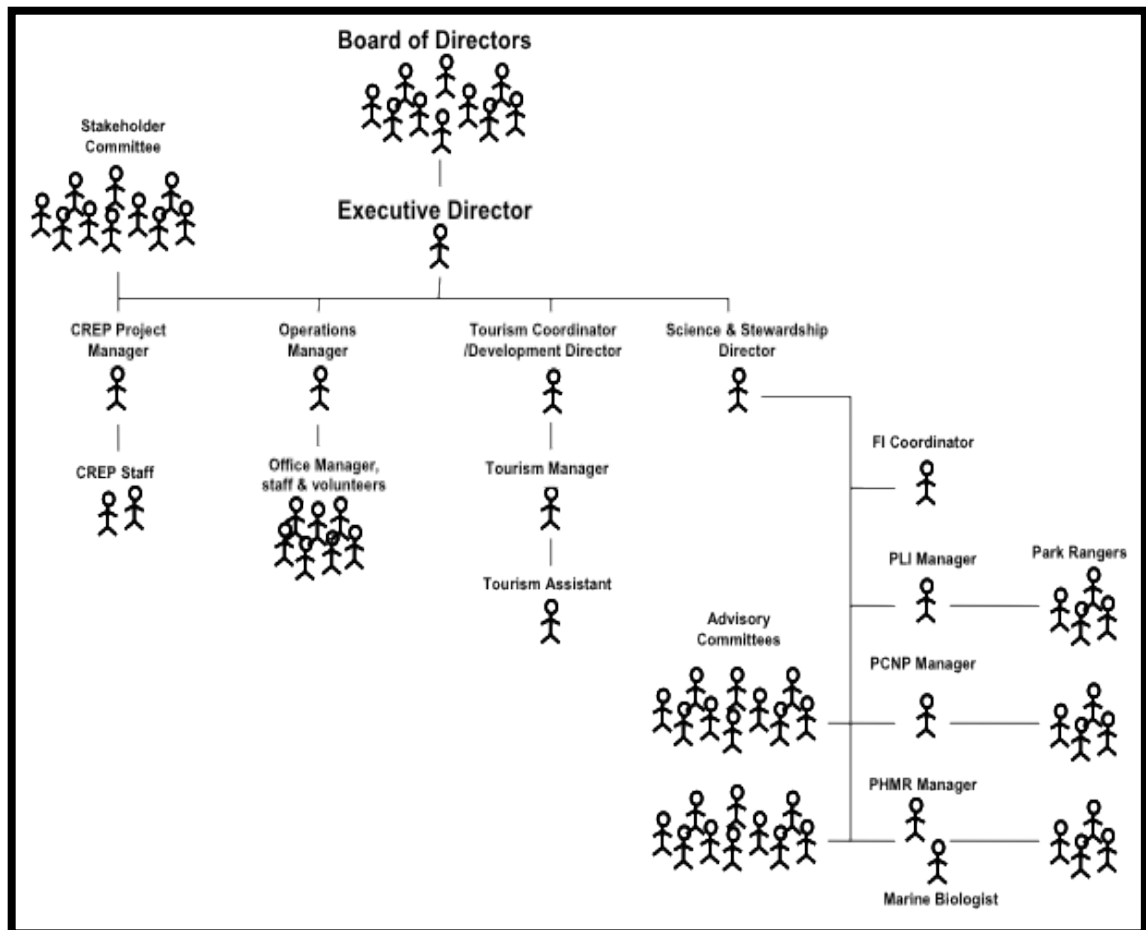 Board of Directors
Stakeholder
Committee
Executive Director
CREP Project
Manager
Operations
Manager
Tourism Coordinator
/Development Director
Science & Stewardship
Director
CREP Staff
Office Manager,
staff & volunteers
Tourism Manager
Tourism Assistant
FI Coordinator
PLI Manager
Park Rangers
Advisory
Committees
PCNP Manager
PHMR Manager
Marine Biologist